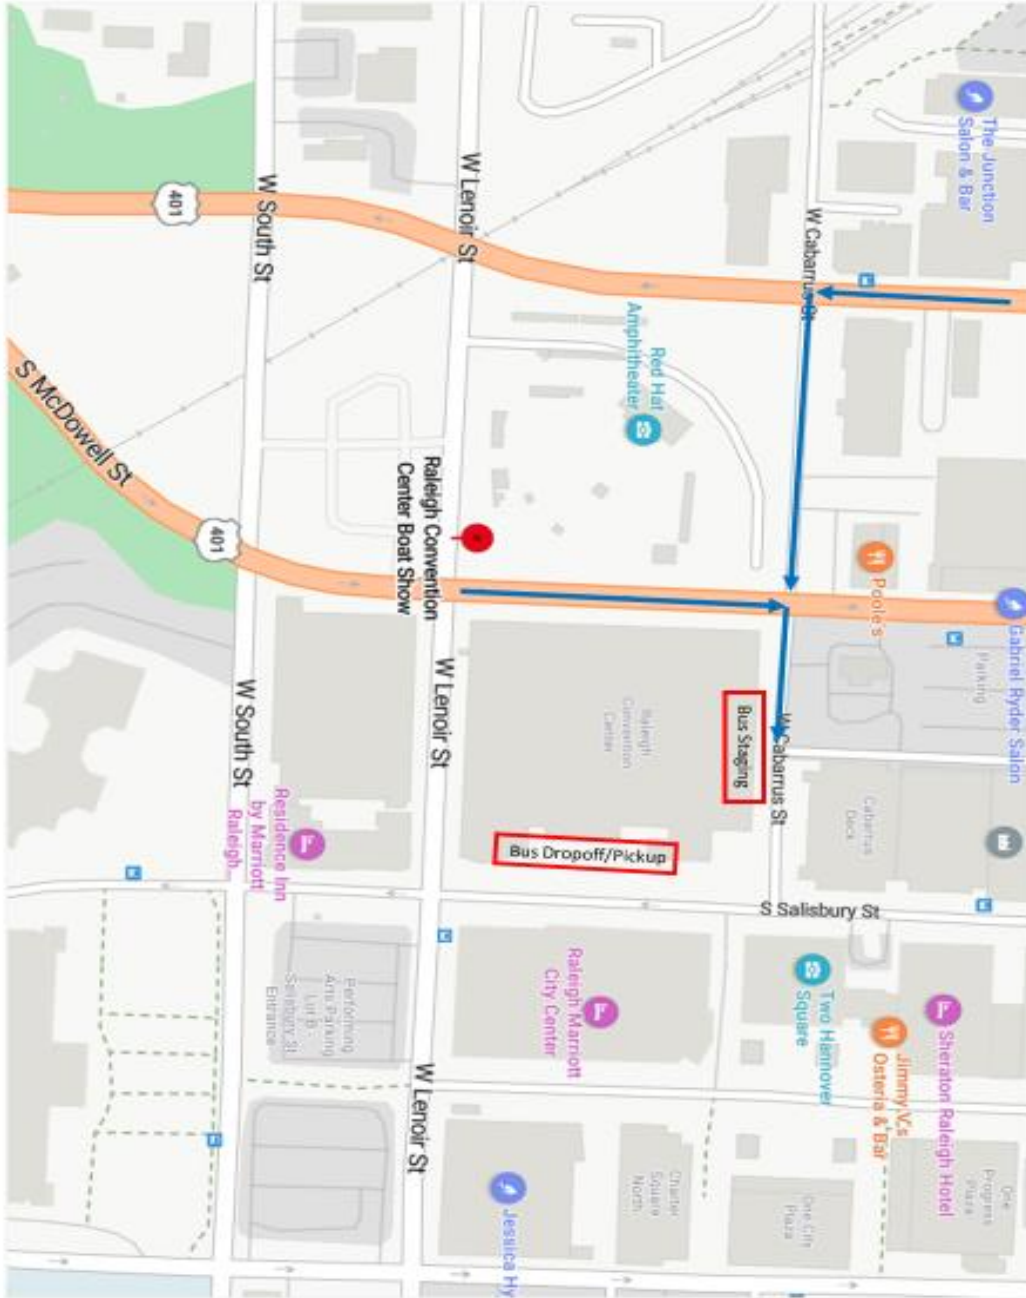 The Junction
Salon & Bar
W Cabarrus St
401
W South St
W Lenoir St
Red Hat
Amphitheater
Poole's
Gabriel Ryder Salon
Parking
S McDowell St
401
Raleigh Convention
Center Boat Show
W Lenoir St
Raleigh
Convention
Center
Bus Staging
W Cabarrus St
Cabarrus
Deck
W South St
Residence Inn
by Marriott
Raleigh...
Bus Dropoff/Pickup
S Salisbury St
Performing
Arts Parking
Lot B
Salisbury St
Entrance
Raleigh Marriott
City Center
Two Hannover
Square
Sheraton Raleigh Hotel
Jimmy V's
Osteria & Bar
W Lenoir St
Charter
Square
North
One City
Plaza
One
Progress
Plaza
Jessica Hy